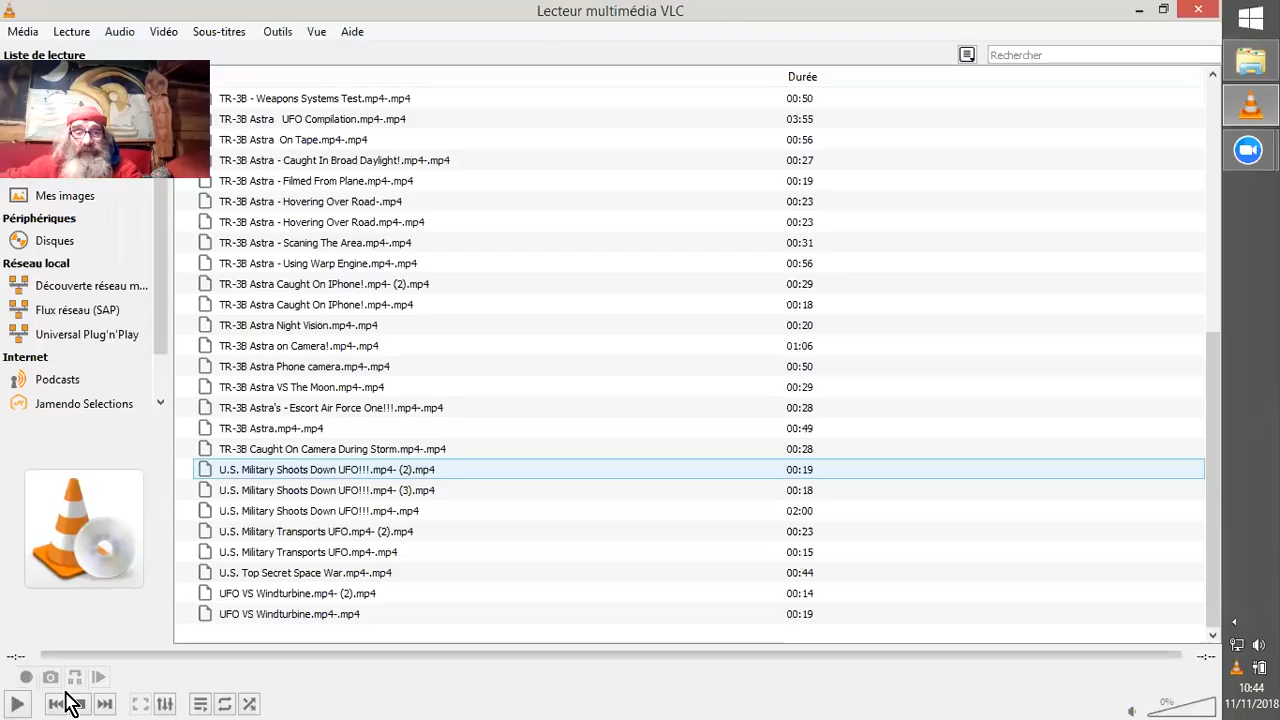 Lecteur multimédia VLC
Média Lecture Audio Vidéo Sous-titres Outils Vue Aide
Liste de lecture
Rechercher
Durée
TR-3B - Weapons Systems Test.mp4-.mp4 00:50
TR-3B Astra UFO Compilation.mp4-.mp4 03:55
TR-3B Astra On Tape.mp4-.mp4 00:56
TR-3B Astra - Caught In Broad Daylight!.mp4-.mp4 00:27
TR-3B Astra - Filmed From Plane.mp4-.mp4 00:19
Mes images
TR-3B Astra - Hovering Over Road-.mp4 00:23
Périphériques
TR-3B Astra - Hovering Over Road.mp4-.mp4 00:23
Disques
TR-3B Astra - Scaning The Area.mp4-.mp4 00:31
Réseau local
TR-3B Astra - Using Warp Engine.mp4-.mp4 00:56
Découverte réseau m...
TR-3B Astra Caught On IPhone!.mp4- (2).mp4 00:29
Flux réseau (SAP)
TR-3B Astra Caught On IPhone!.mp4-.mp4 00:18
Universal Plug'n'Play
TR-3B Astra Night Vision.mp4-.mp4 00:20
Internet
TR-3B Astra on Camera!.mp4-.mp4 01:06
Podcasts
TR-3B Astra Phone camera.mp4-.mp4 00:50
TR-3B Astra VS The Moon.mp4-.mp4 00:29
Jamendo Selections
TR-3B Astra's - Escort Air Force One!!!.mp4-.mp4 00:28
TR-3B Astra.mp4-.mp4 00:49
TR-3B Caught On Camera During Storm.mp4-.mp4 00:28
U.S. Military Shoots Down UFO!!!.mp4- (2).mp4 00:19
U.S. Military Shoots Down UFO!!!.mp4- (3).mp4 00:18
U.S. Military Shoots Down UFO!!!.mp4-.mp4 02:00
U.S. Military Transports UFO.mp4- (2).mp4 00:23
U.S. Military Transports UFO.mp4-.mp4 00:15
U.S. Top Secret Space War.mp4-.mp4 00:44
UFO VS Windturbine.mp4- (2).mp4 00:14
UFO VS Windturbine.mp4-.mp4 00:19
--:-- --:--
0%
10:44
11/11/2018